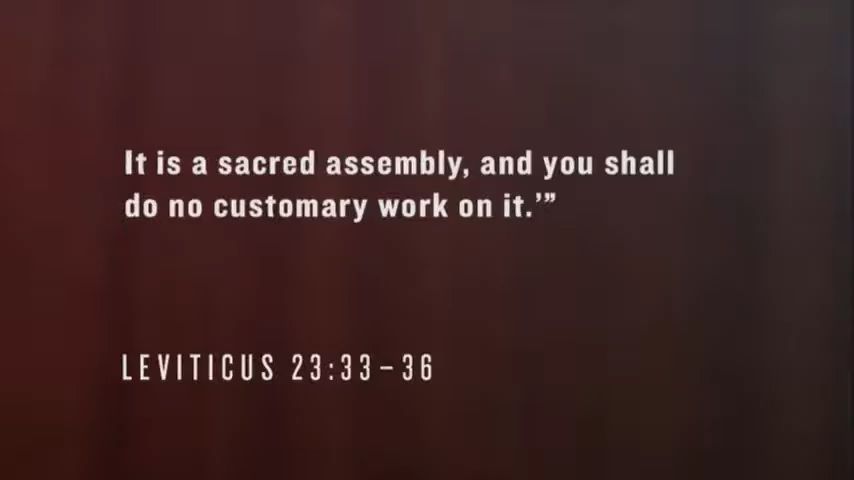 It is a sacred assembly, and you shall
do no customary work on it.’”
LEVITICUS 23:33–36